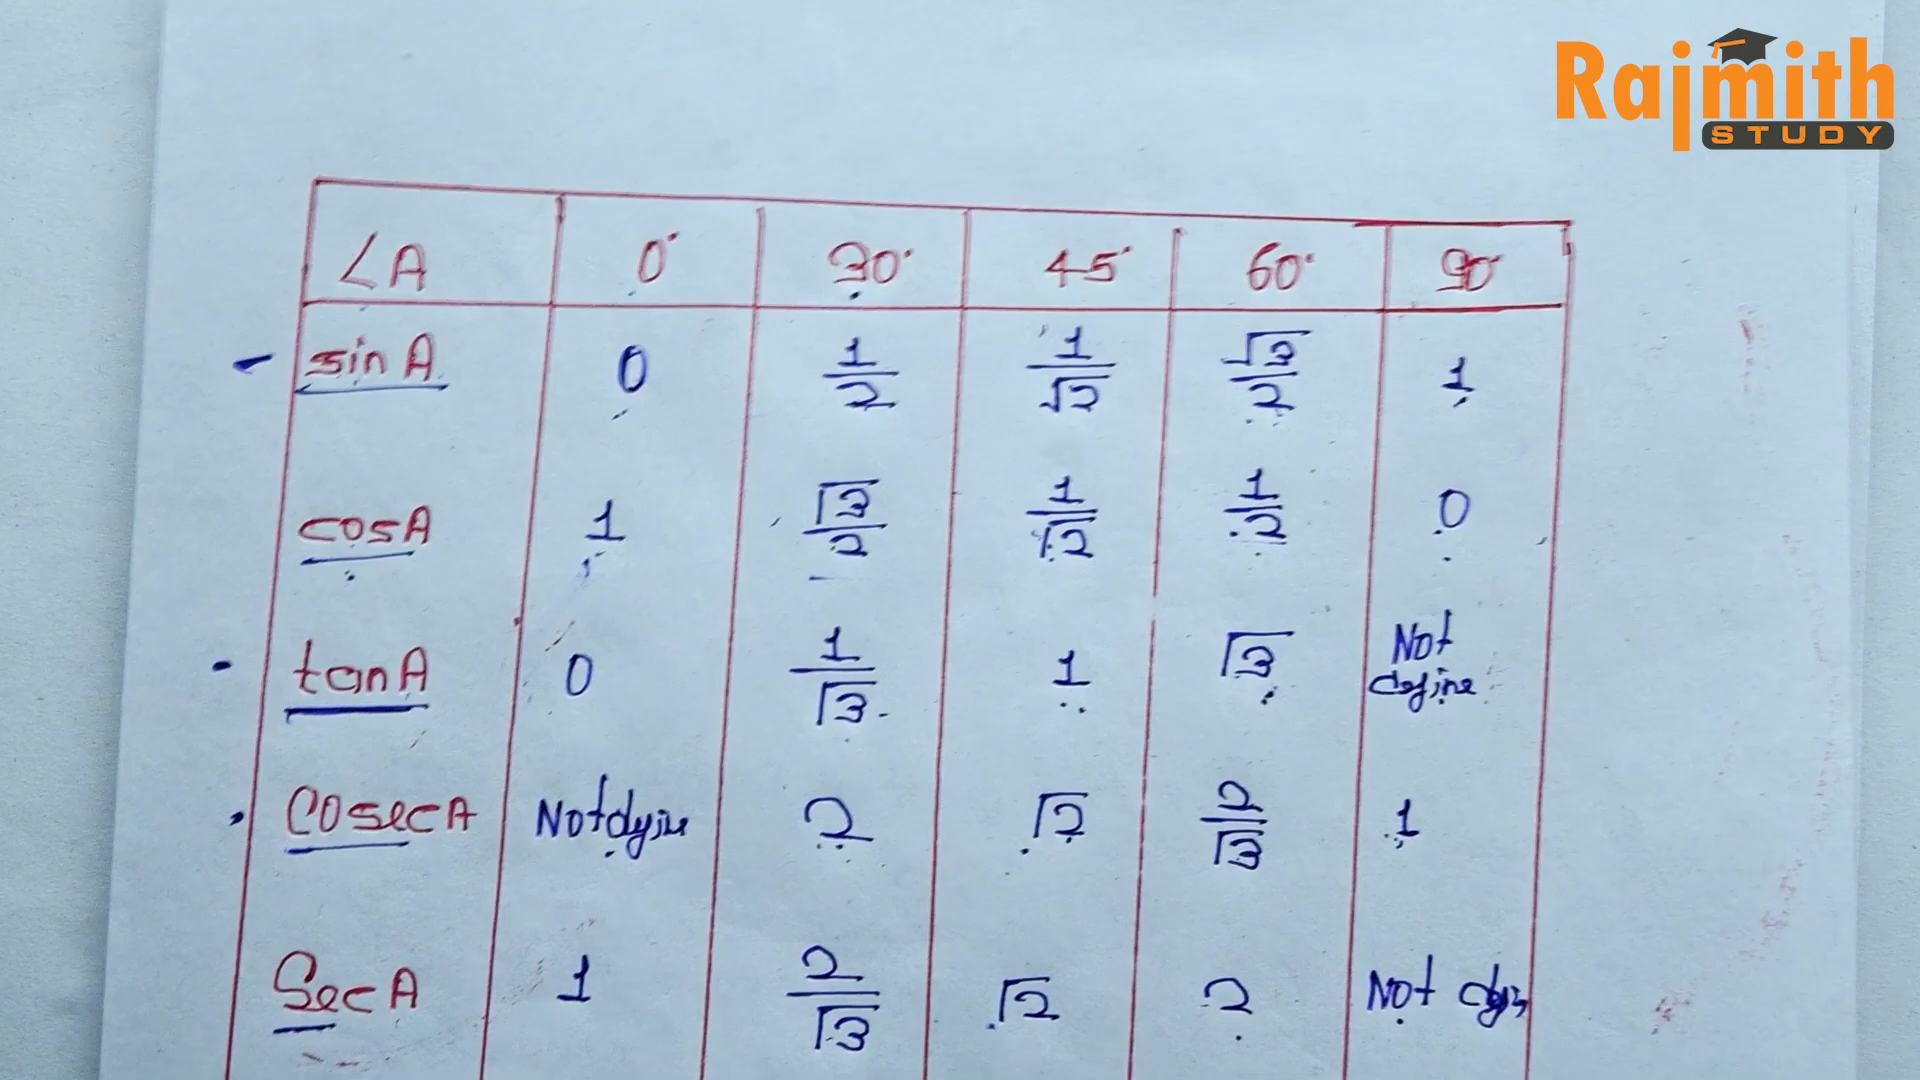 Rajmith
STUDY
∠A 0° 30° 45° 60° 90°
sin A 0 1/2 1/√2 √3/2 1
cosA 1 √3/2 1/√2 1/2 0
tanA 0 1/√3 1 √3 Not define
CosecA Not define 2 √2 2/√3 1
Sec A 1 2/√3 √2 2 Not